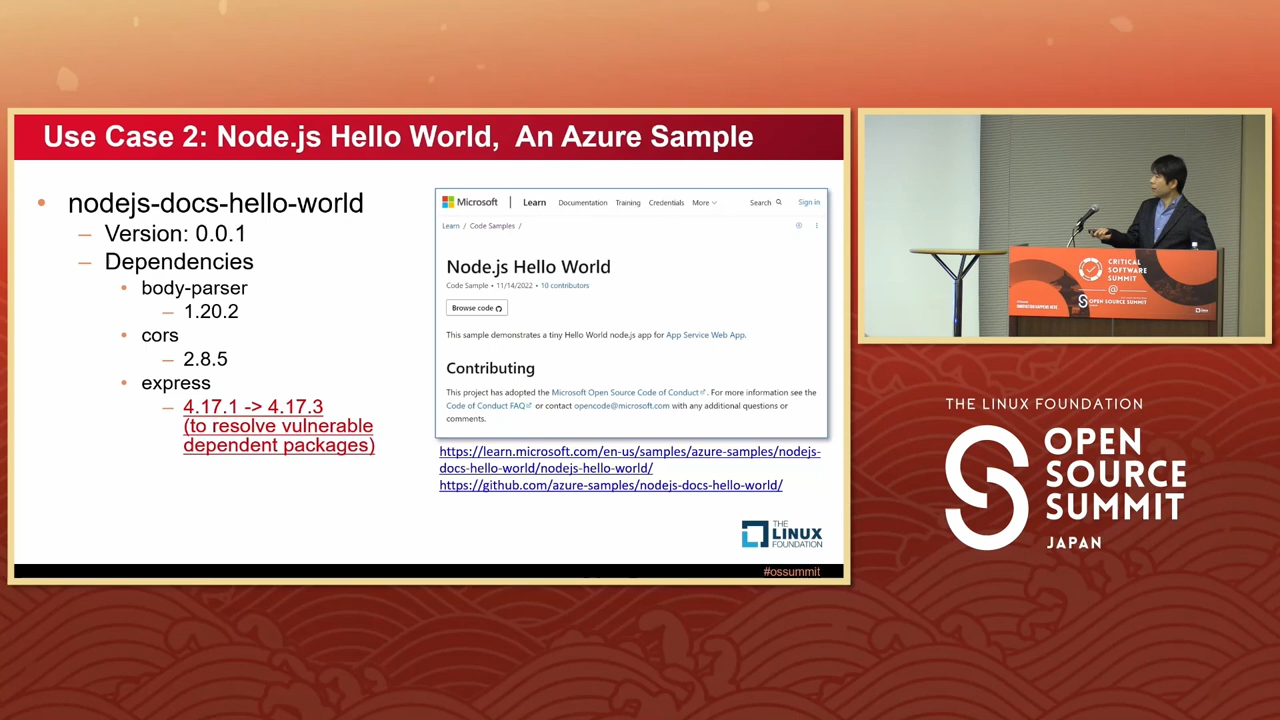 Use Case 2: Node.js Hello World, An Azure Sample
• nodejs-docs-hello-world
– Version: 0.0.1
– Dependencies
• body-parser
– 1.20.2
• cors
– 2.8.5
• express
– 4.17.1 -> 4.17.3
(to resolve vulnerable
dependent packages)
Microsoft | Learn Documentation Training Credentials More Search Sign in
Learn / Code Samples /
Node.js Hello World
Code Sample • 11/14/2022 • 10 contributors
Browse code
This sample demonstrates a tiny Hello World node.js app for App Service Web App.
Contributing
This project has adopted the Microsoft Open Source Code of Conduct. For more information see the
Code of Conduct FAQ or contact opencode@microsoft.com with any additional questions or
comments.
https://learn.microsoft.com/en-us/samples/azure-samples/nodejs-
docs-hello-world/nodejs-hello-world/
https://github.com/azure-samples/nodejs-docs-hello-world/
THE
LINUX
FOUNDATION
#ossummit
CRITICAL
SOFTWARE
SUMMIT
@
OPEN SOURCE SUMMIT
THE LINUX FOUNDATION
OPEN
SOURCE
SUMMIT
JAPAN